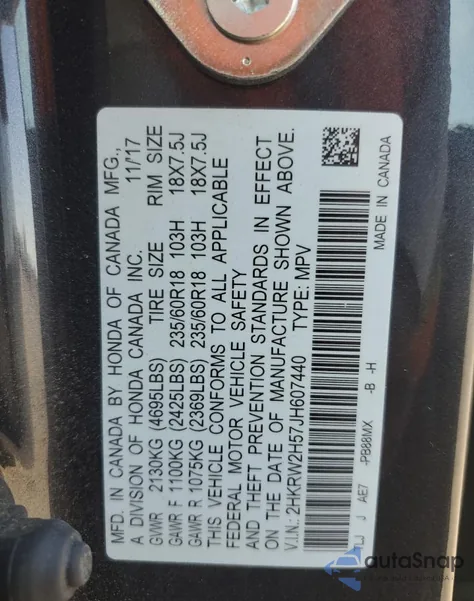 MFD. IN CANADA BY HONDA OF CANADA MFG.,
A DIVISION OF HONDA CANADA INC. 11/'17
GVWR 2130KG (4695LBS) TIRE SIZE RIM SIZE
GAWR F 1100KG (2425LBS) 235/60R18 103H 18X7.5J
GAWR R 1075KG (2369LBS) 235/60R18 103H 18X7.5J
THIS VEHICLE CONFORMS TO ALL APPLICABLE
FEDERAL MOTOR VEHICLE SAFETY
AND THEFT PREVENTION STANDARDS IN EFFECT
ON THE DATE OF MANUFACTURE SHOWN ABOVE.
V.I.N.: 2HKRW2H57JH607440 TYPE: MPV
LJ J AE7 -PB88MX -B -H
MADE IN CANADA
autaSnap